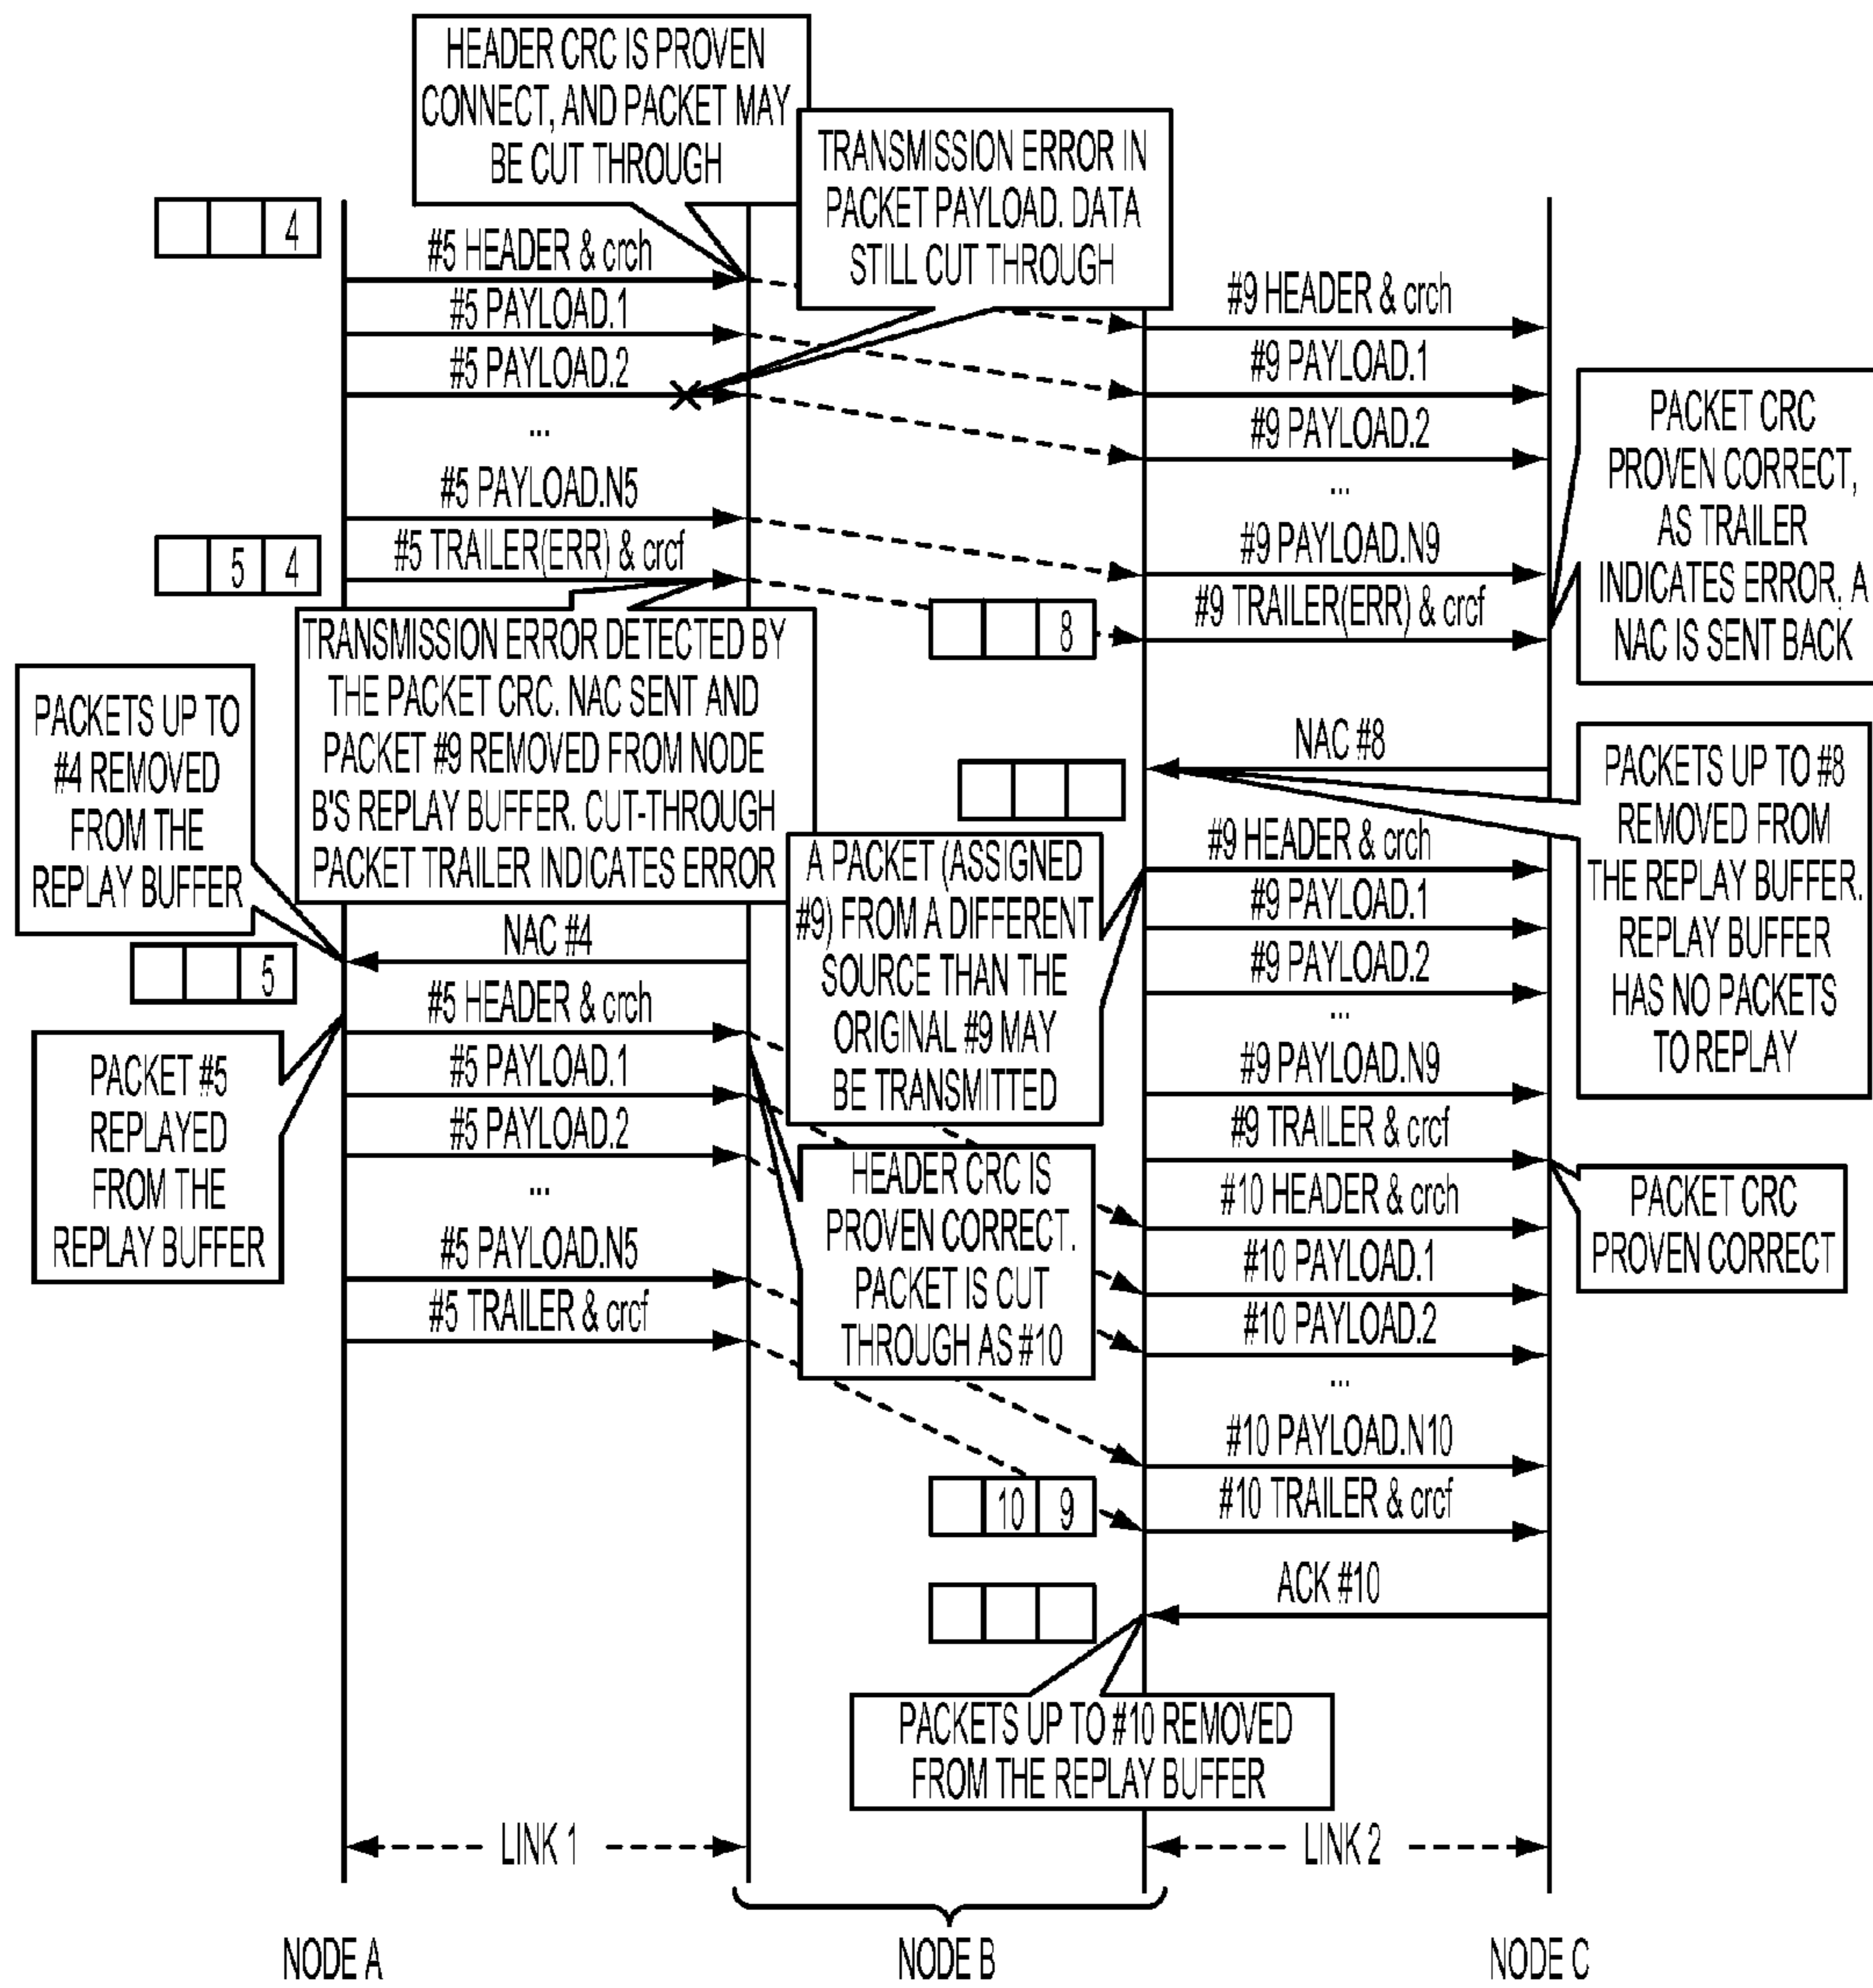 HEADER CRC IS PROVEN
CONNECT, AND PACKET MAY
BE CUT THROUGH
TRANSMISSION ERROR IN
PACKET PAYLOAD. DATA
STILL CUT THROUGH
4
#5 HEADER & crch
#5 PAYLOAD.1
#5 PAYLOAD.2
...
#5 PAYLOAD.N5
#5 TRAILER(ERR) & crcf
5 4
#9 HEADER & crch
#9 PAYLOAD.1
#9 PAYLOAD.2
...
#9 PAYLOAD.N9
#9 TRAILER(ERR) & crcf
8
PACKET CRC
PROVEN CORRECT,
AS TRAILER
INDICATES ERROR. A
NAC IS SENT BACK
TRANSMISSION ERROR DETECTED BY
THE PACKET CRC. NAC SENT AND
PACKET #9 REMOVED FROM NODE
B'S REPLAY BUFFER. CUT-THROUGH
PACKET TRAILER INDICATES ERROR
PACKETS UP TO
#4 REMOVED
FROM THE
REPLAY BUFFER
NAC #8
PACKETS UP TO #8
REMOVED FROM
THE REPLAY BUFFER.
REPLAY BUFFER
HAS NO PACKETS
TO REPLAY
A PACKET (ASSIGNED
#9) FROM A DIFFERENT
SOURCE THAN THE
ORIGINAL #9 MAY
BE TRANSMITTED
NAC #4
5
PACKET #5
REPLAYED
FROM THE
REPLAY BUFFER
#5 HEADER & crch
#5 PAYLOAD.1
#5 PAYLOAD.2
...
#5 PAYLOAD.N5
#5 TRAILER & crcf
HEADER CRC IS
PROVEN CORRECT.
PACKET IS CUT
THROUGH AS #10
#9 HEADER & crch
#9 PAYLOAD.1
#9 PAYLOAD.2
...
#9 PAYLOAD.N9
#9 TRAILER & crcf
PACKET CRC
PROVEN CORRECT
#10 HEADER & crch
#10 PAYLOAD.1
#10 PAYLOAD.2
...
#10 PAYLOAD.N10
#10 TRAILER & crcf
10 9
ACK #10
PACKETS UP TO #10 REMOVED
FROM THE REPLAY BUFFER
LINK 1
LINK 2
NODE A
NODE B
NODE C